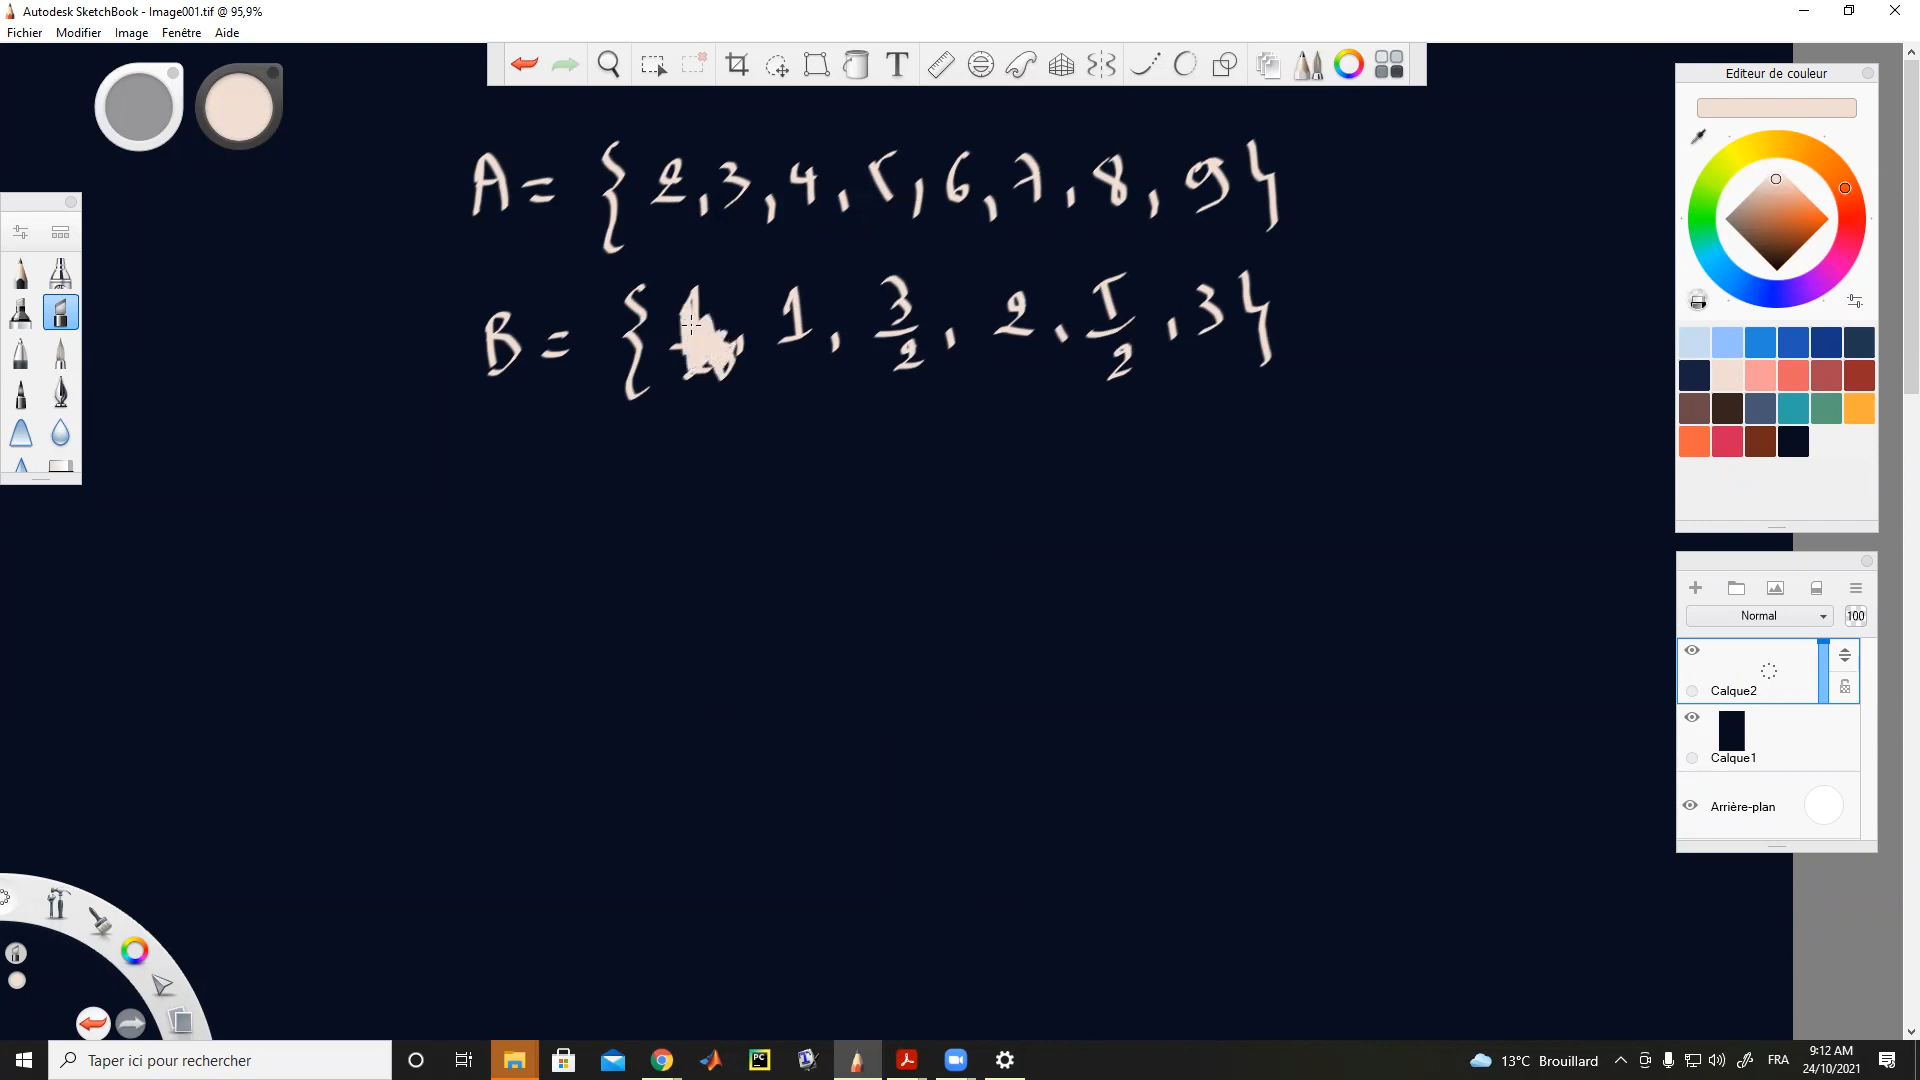 Autodesk SketchBook - Image001.tif @ 95,9%
Fichier Modifier Image Fenêtre Aide
Editeur de couleur
A = { 2, 3, 4, 5, 6, 7, 8, 9 }
B = { , 1, 3/2, 2, 5/2, 3 }
Normal 100
Calque2
Calque1
Arrière-plan
Taper ici pour rechercher
PC
13°C Brouillard
FRA
9:12 AM
24/10/2021